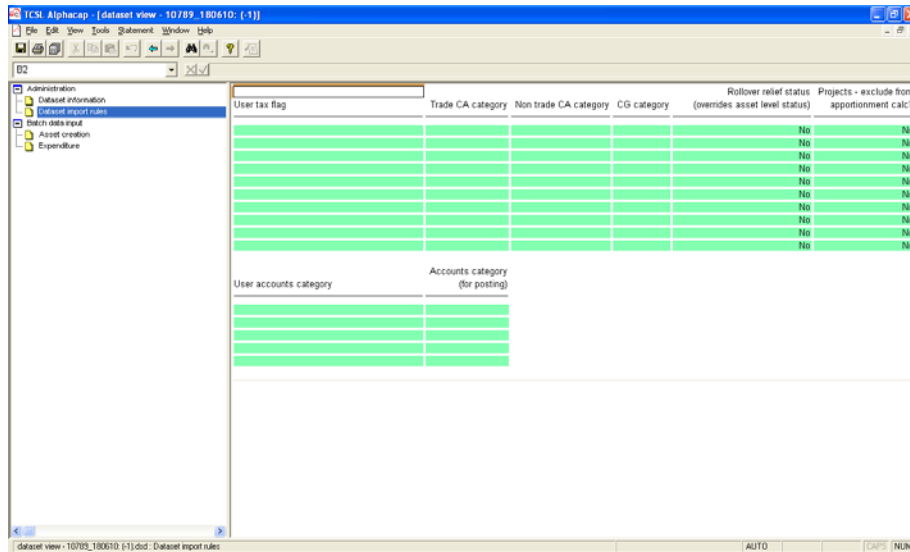 TCSL Alphacap - [dataset view - 10789_180610: (-1)]
File Edit View Tools Statement Window Help
B2
Administration
Dataset information
Dataset import rules
Batch data input
Asset creation
Expenditure
Rollover relief status Projects - exclude from
User tax flag Trade CA category Non trade CA category CG category (overrides asset level status) apportionment calc
No N
No N
No N
No N
No N
No N
No N
No N
No N
No N
Accounts category
User accounts category (for posting)
dataset view - 10789_180610: (-1).dsd : Dataset import rules AUTO CAPS NUM